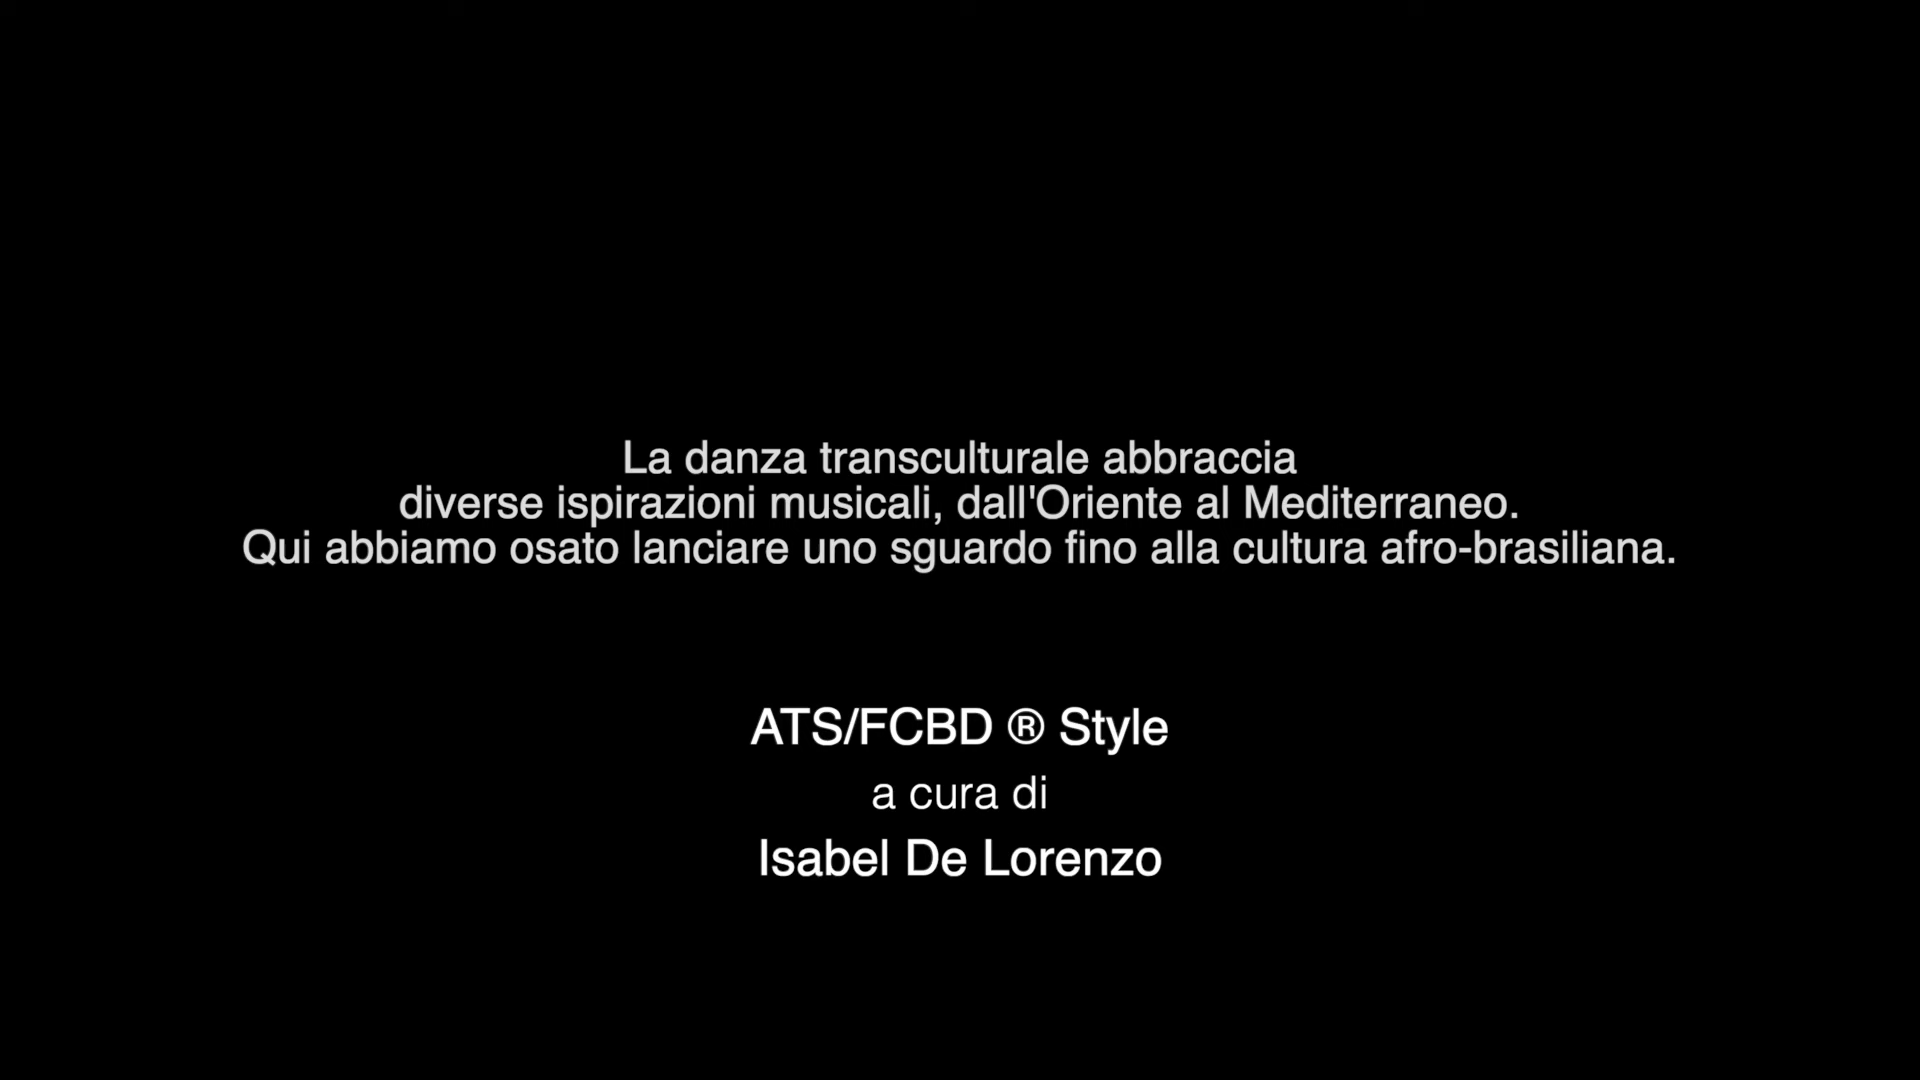 La danza transculturale abbraccia
diverse ispirazioni musicali, dall'Oriente al Mediterraneo.
Qui abbiamo osato lanciare uno sguardo fino alla cultura afro-brasiliana.
ATS/FCBD ® Style
a cura di
Isabel De Lorenzo